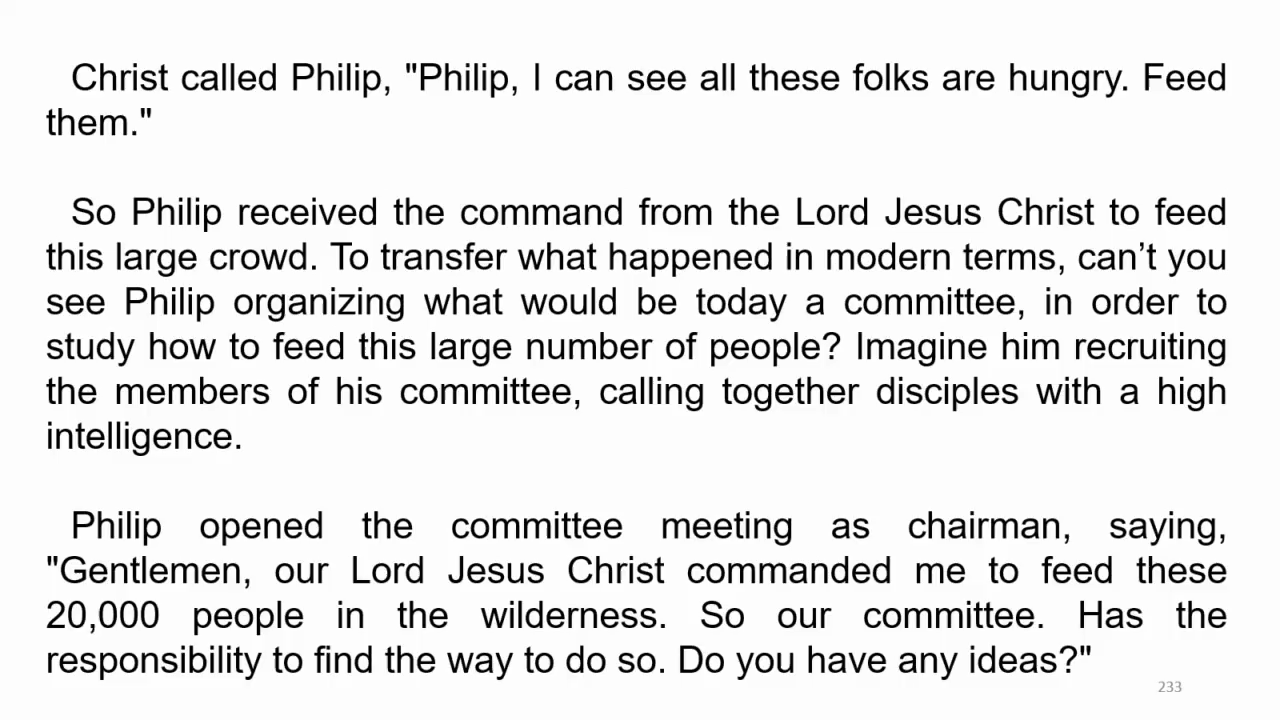 Christ called Philip, "Philip, I can see all these folks are hungry. Feed
them."
So Philip received the command from the Lord Jesus Christ to feed
this large crowd. To transfer what happened in modern terms, can’t you
see Philip organizing what would be today a committee, in order to
study how to feed this large number of people? Imagine him recruiting
the members of his committee, calling together disciples with a high
intelligence.
Philip opened the committee meeting as chairman, saying,
"Gentlemen, our Lord Jesus Christ commanded me to feed these
20,000 people in the wilderness. So our committee. Has the
responsibility to find the way to do so. Do you have any ideas?"
233